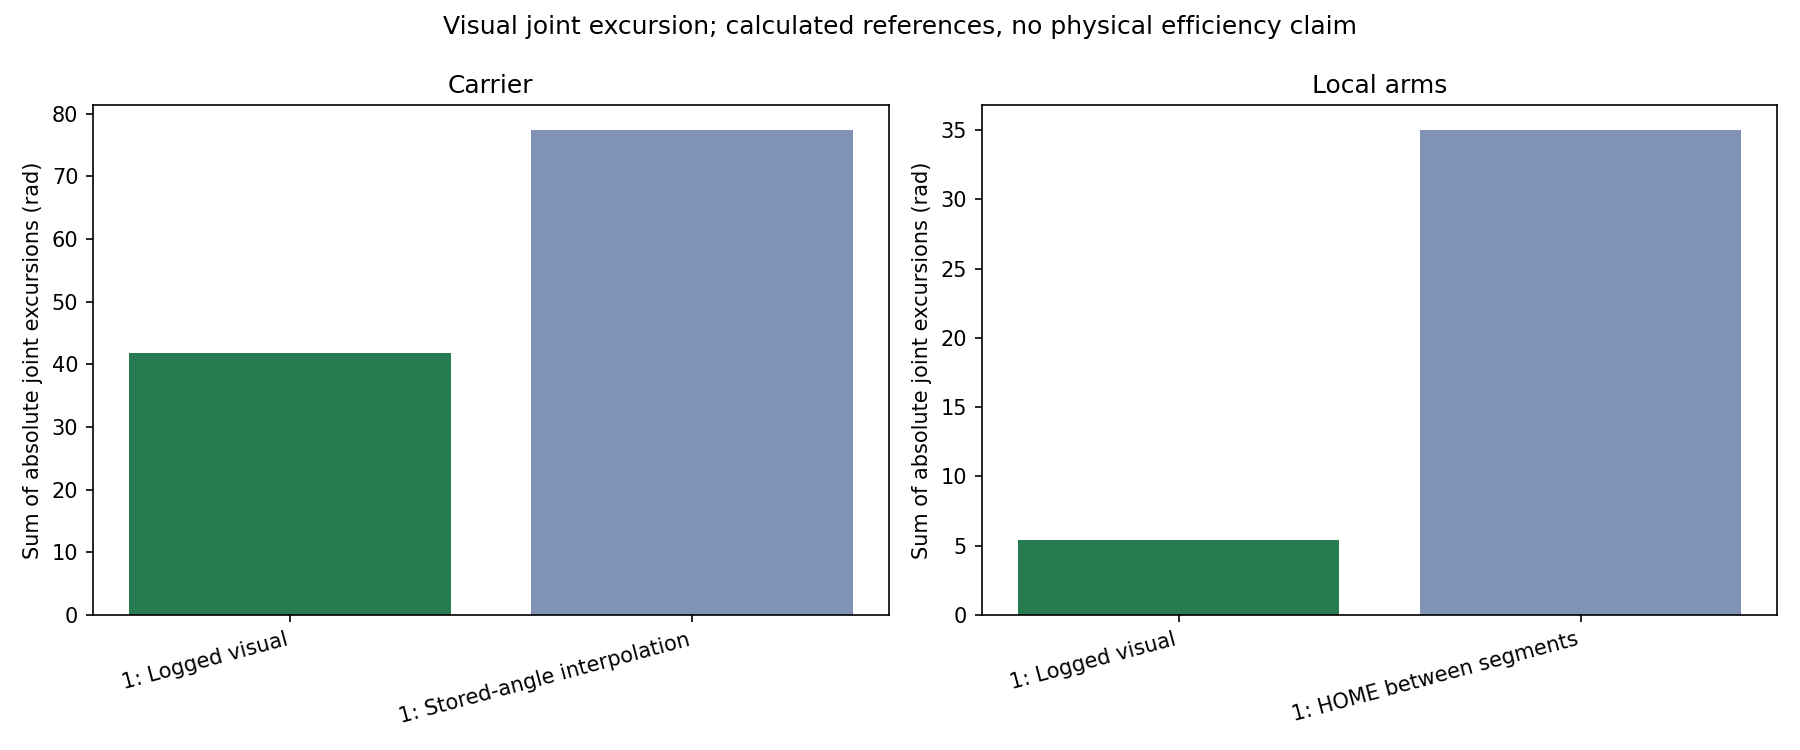 Visual joint excursion; calculated references, no physical efficiency claim
Carrier
Sum of absolute joint excursions (rad)
80
70
60
50
40
30
20
10
0
1: Logged visual
1: Stored-angle interpolation
Local arms
Sum of absolute joint excursions (rad)
35
30
25
20
15
10
5
0
1: Logged visual
1: HOME between segments